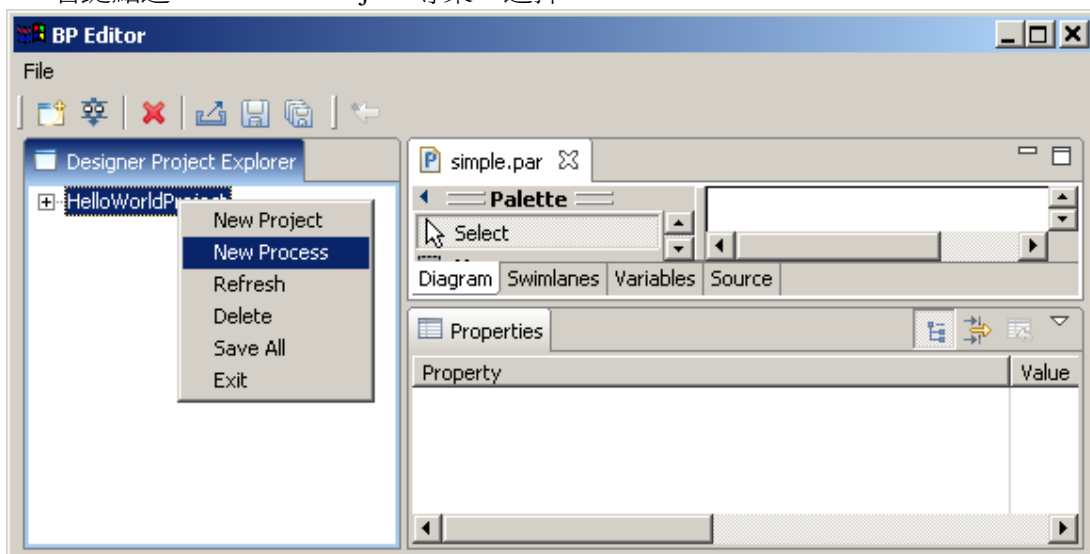 BP Editor
File
Designer Project Explorer
HelloWorldProject
New Project
New Process
Refresh
Delete
Save All
Exit
simple.par
Palette
Select
Diagram Swimlanes Variables Source
Properties
Property Value